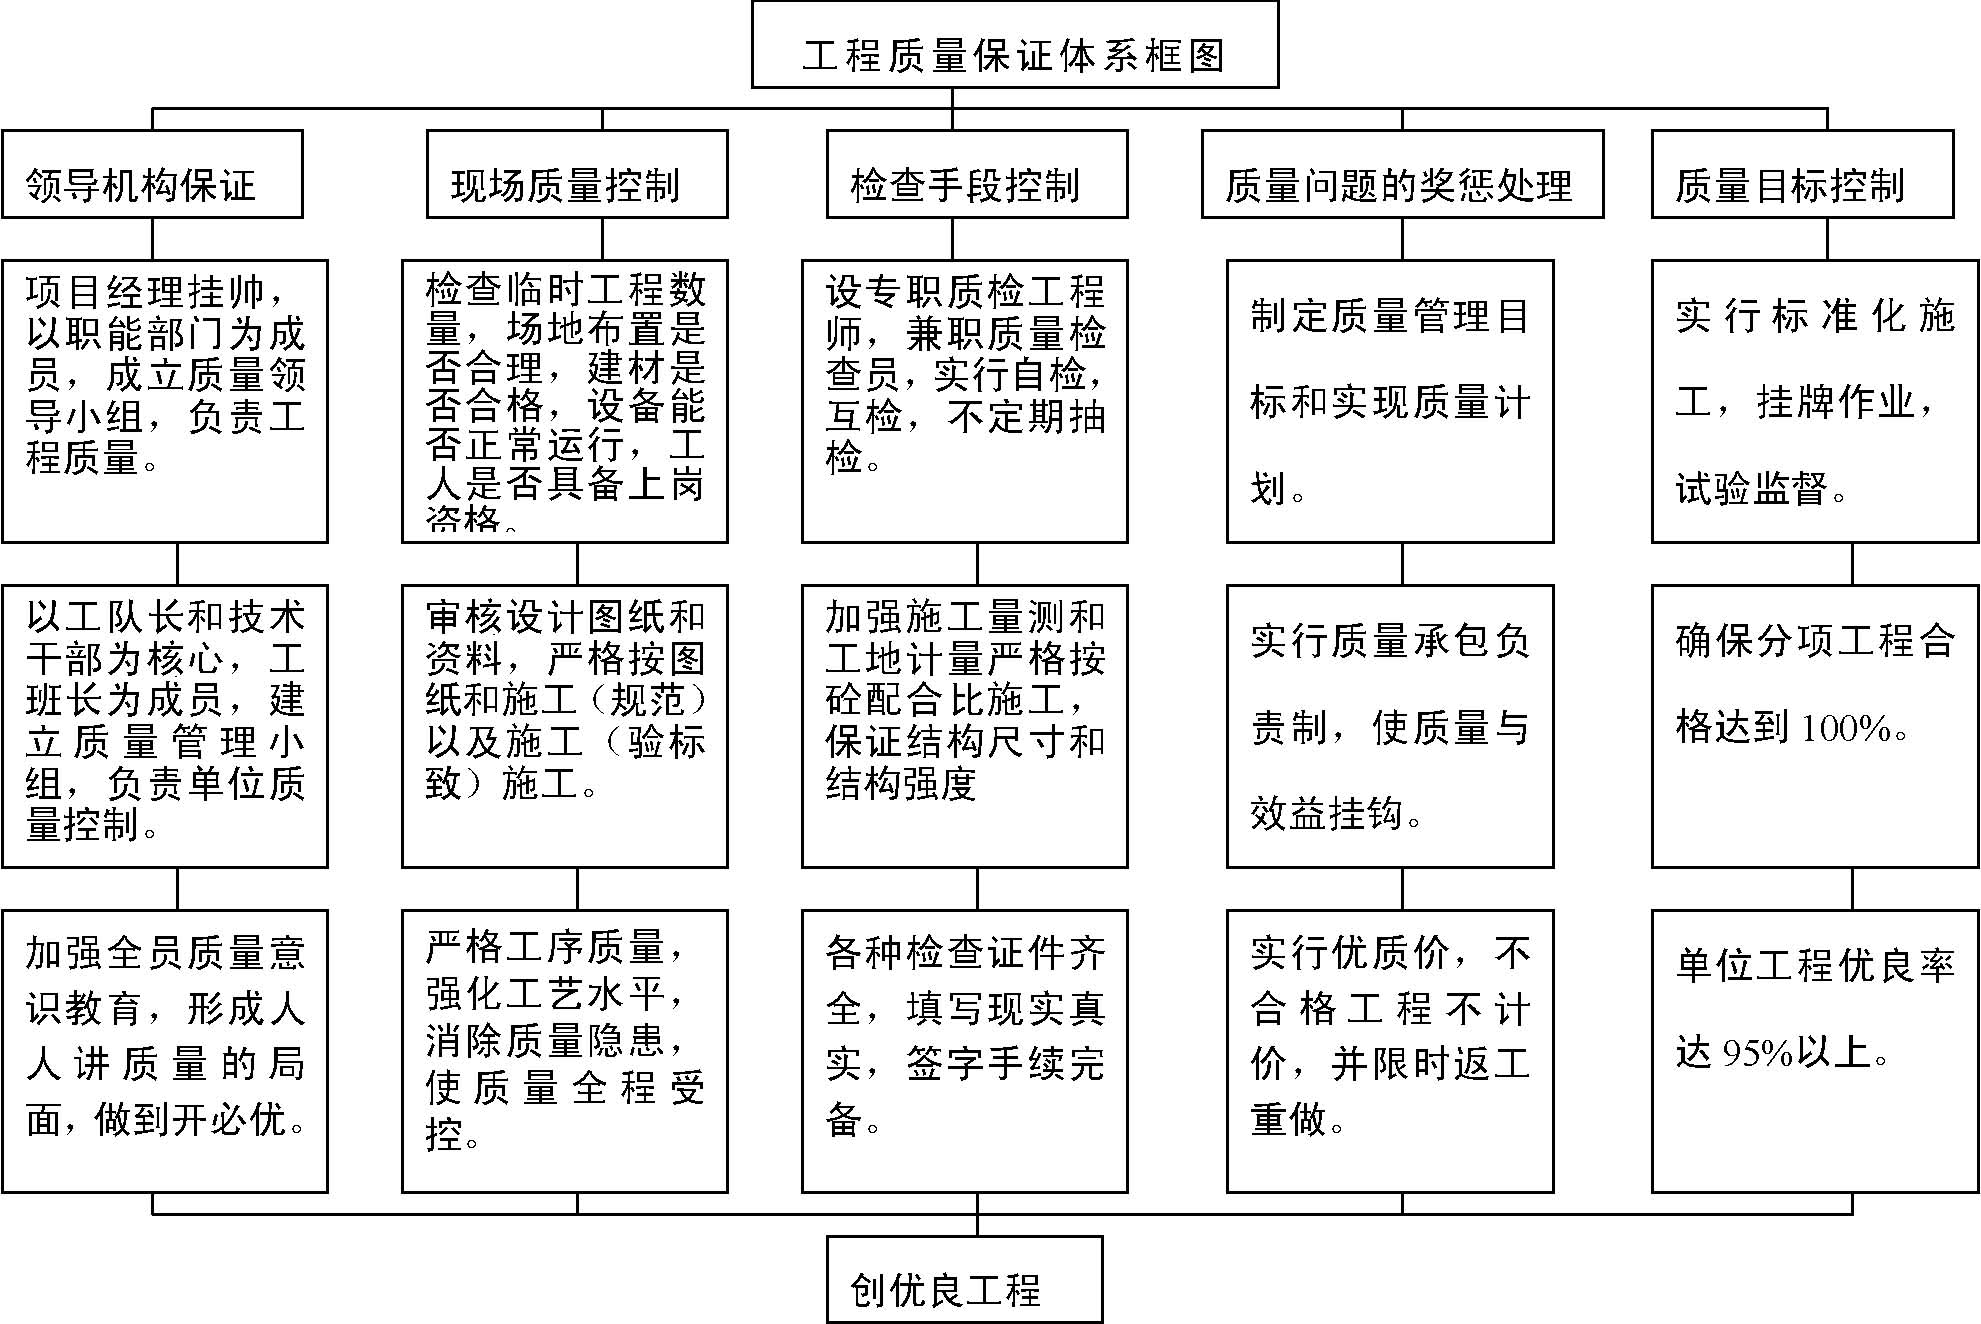 工程质量保证体系框图
领导机构保证
现场质量控制
检查手段控制
质量问题的奖惩处理
质量目标控制
项目经理挂帅，
以职能部门为成
员，成立质量领
导小组，负责工
程质量。
检查临时工程数
量，场地布置是
否合理，建材是
否合格，设备能
否正常运行，工
人是否具备上岗
资格。
设专职质检工程
师，兼职质量检
查员，实行自检，
互检，不定期抽
检。
制定质量管理目
标和实现质量计
划。
实行标准化施
工，挂牌作业，
试验监督。
以工队长和技术
干部为核心，工
班长为成员，建
立质量管理小
组，负责单位质
量控制。
审核设计图纸和
资料，严格按图
纸和施工（规范）
以及施工（验标
致）施工。
加强施工量测和
工地计量严格按
砼配合比施工，
保证结构尺寸和
结构强度
实行质量承包负
责制，使质量与
效益挂钩。
确保分项工程合
格达到 100%。
加强全员质量意
识教育，形成人
人讲质量的局
面，做到开必优。
严格工序质量，
强化工艺水平，
消除质量隐患，
使质量全程受
控。
各种检查证件齐
全，填写现实真
实，签字手续完
备。
实行优质价，不
合格工程不计
价，并限时返工
重做。
单位工程优良率
达 95%以上。
创优良工程